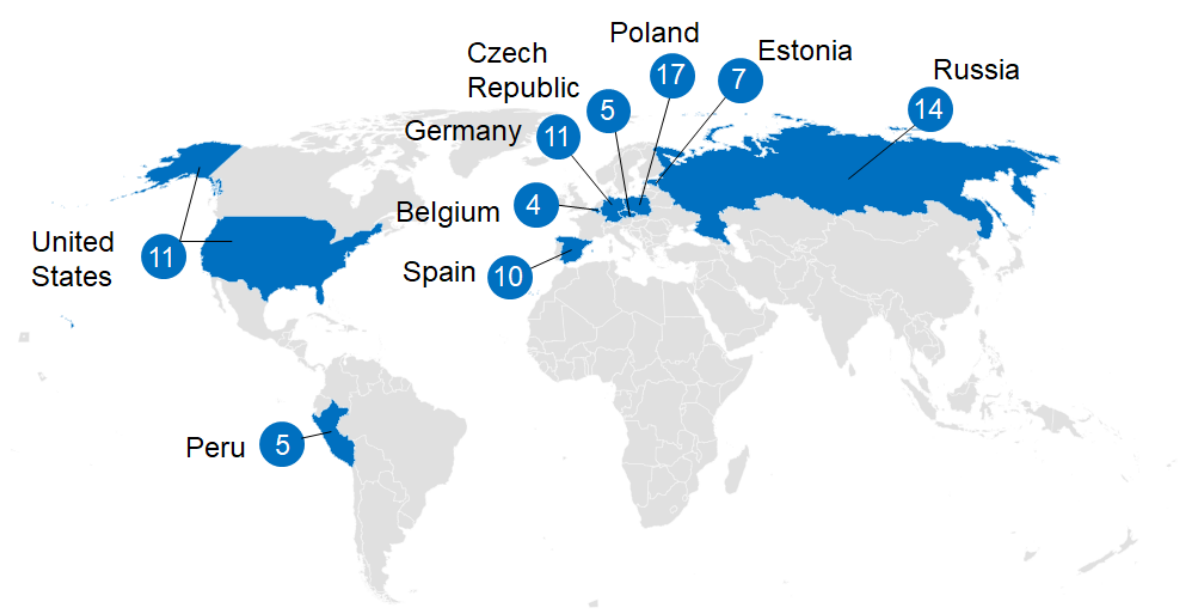 Poland
17
Estonia
7
Czech
Republic
5
Russia
14
Germany
11
Belgium
4
United
States
11
Spain
10
Peru
5